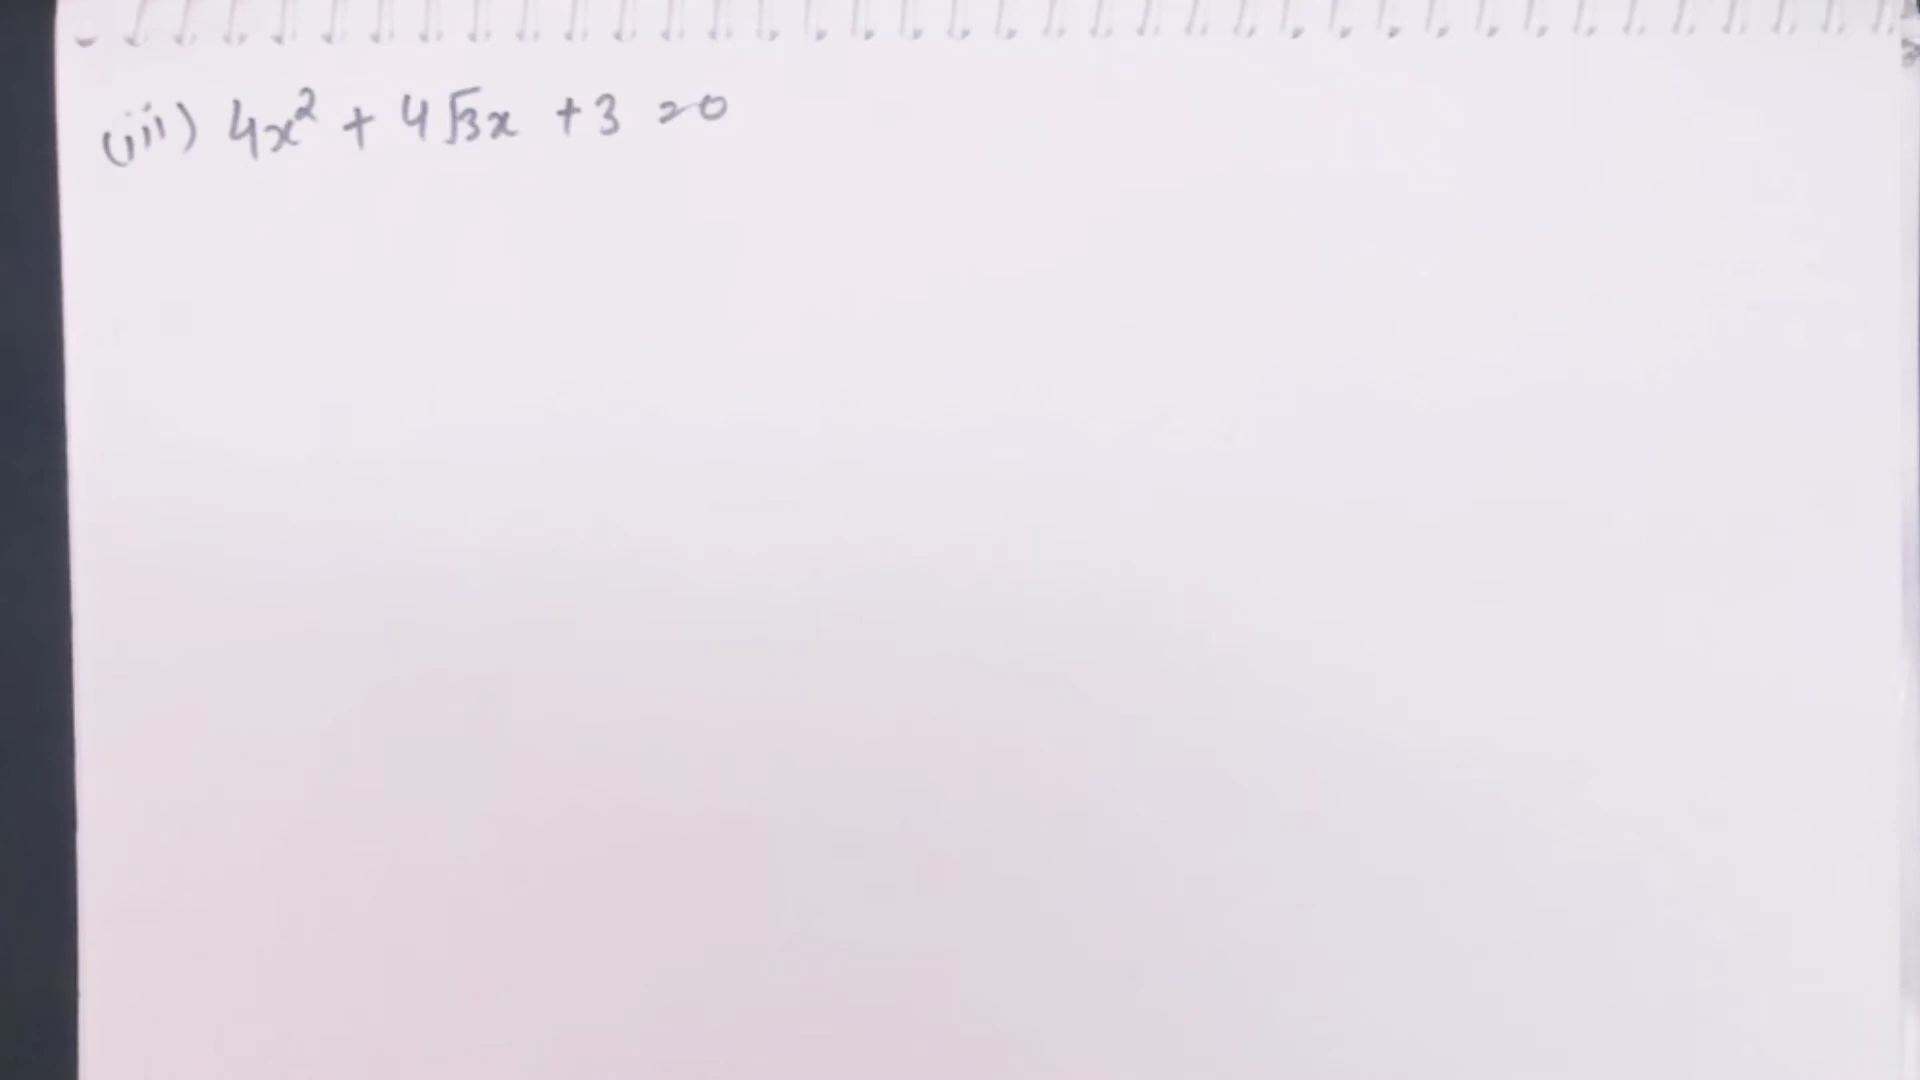 (iii) 4x² + 4√3x + 3 = 0